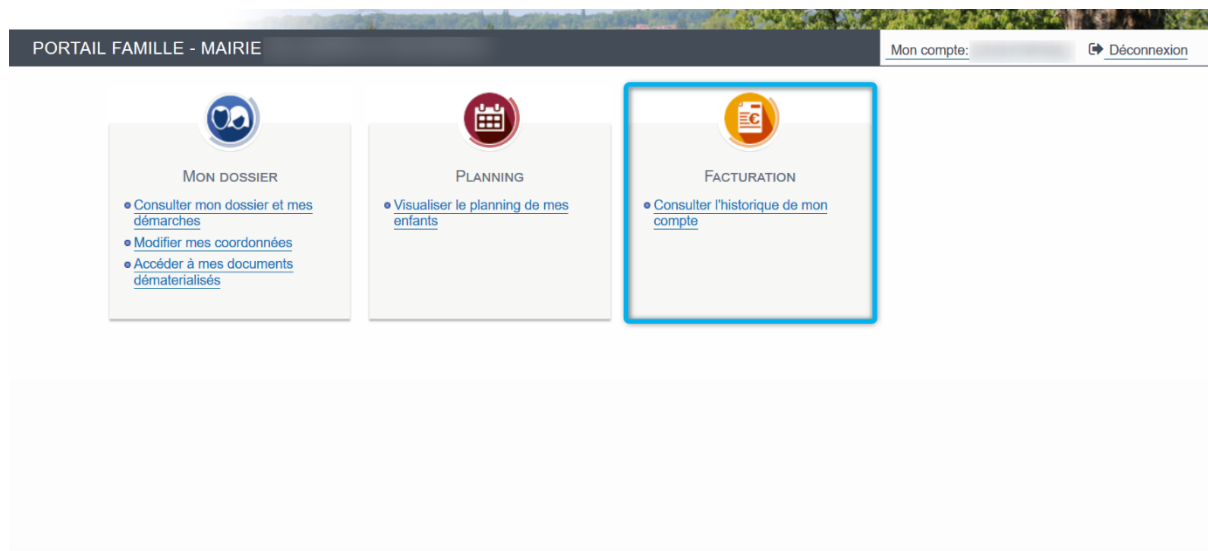 PORTAIL FAMILLE - MAIRIE
Mon compte:
Déconnexion
MON DOSSIER
Consulter mon dossier et mes
démarches
Modifier mes coordonnées
Accéder à mes documents
dématerialisés
PLANNING
Visualiser le planning de mes
enfants
FACTURATION
Consulter l'historique de mon
compte